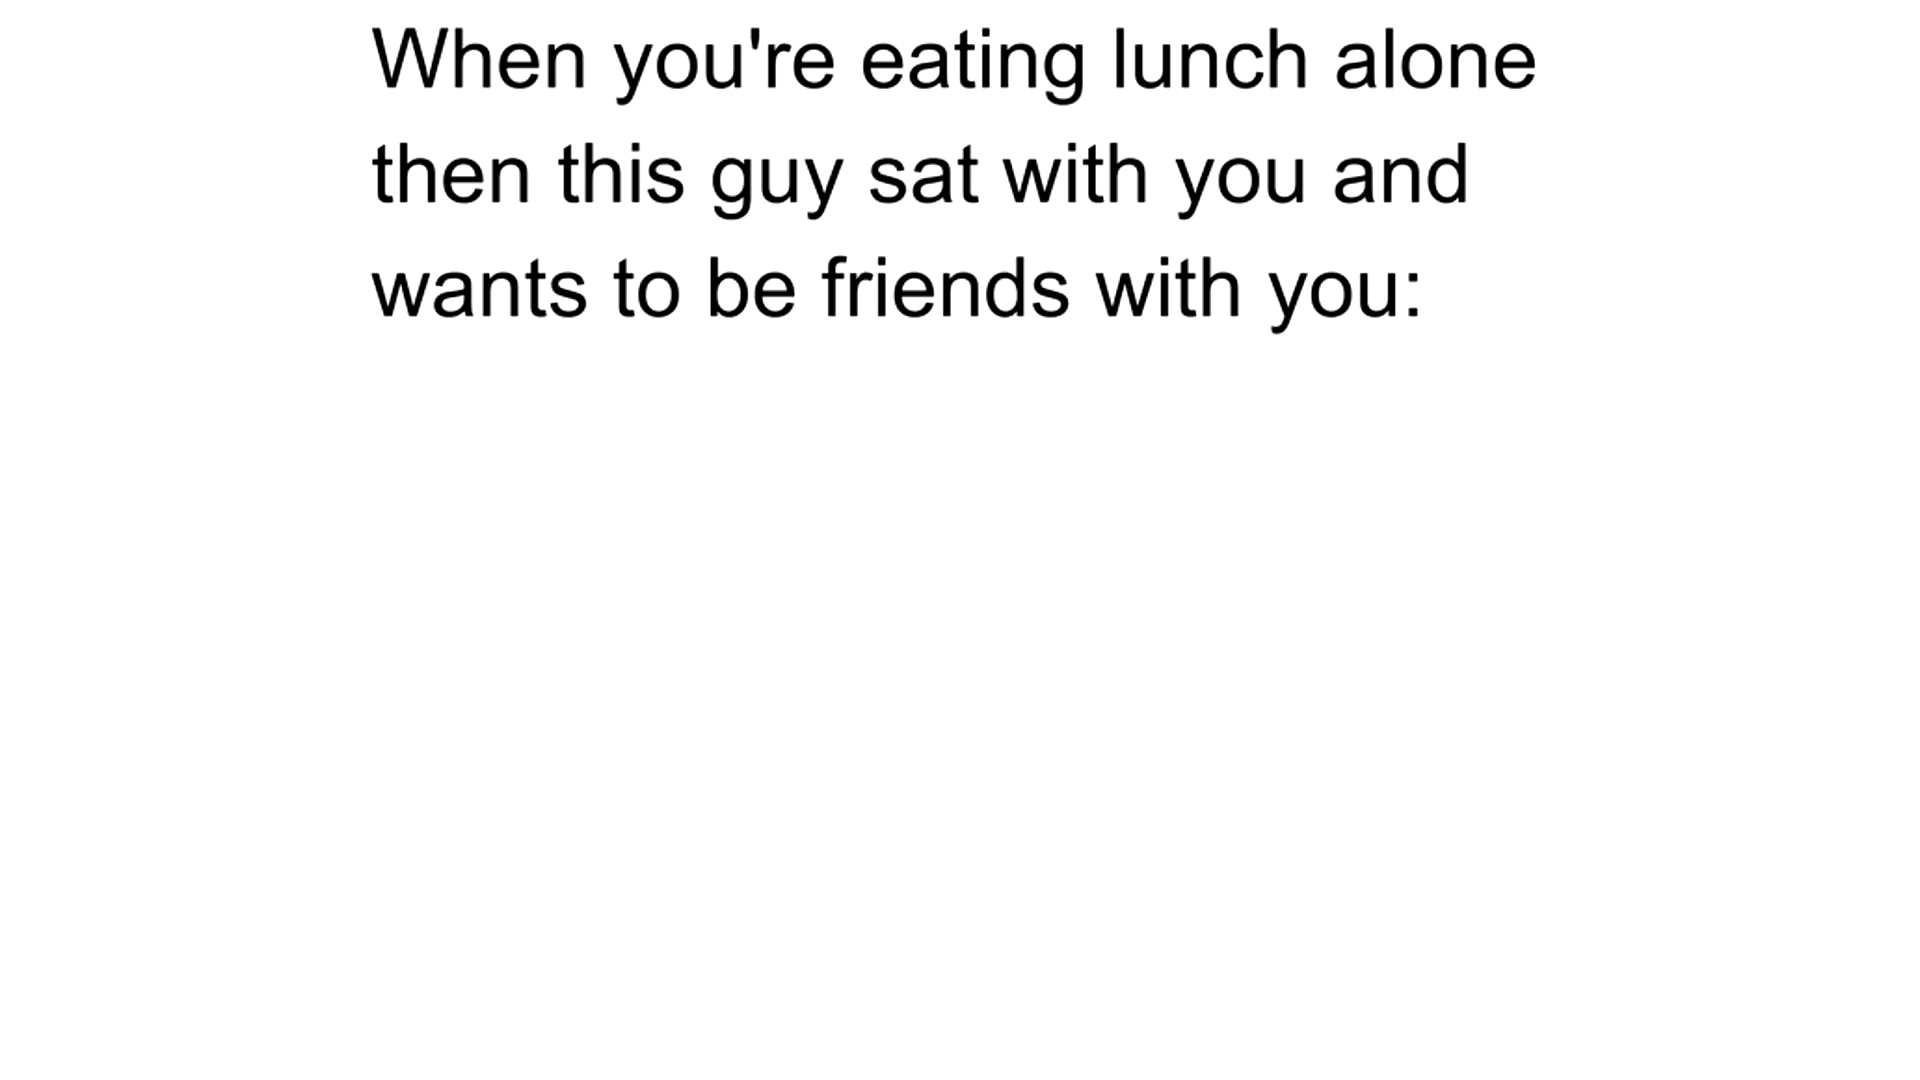 When you're eating lunch alone
then this guy sat with you and
wants to be friends with you: